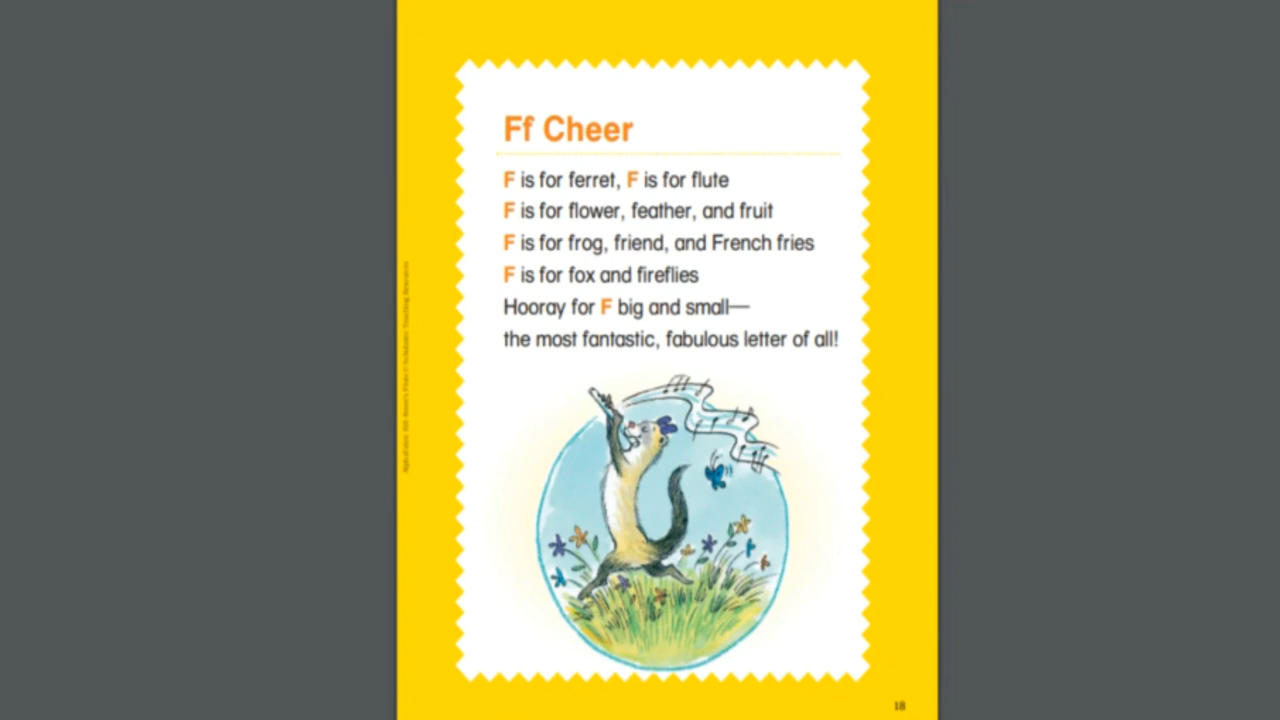 Ff Cheer
F is for ferret, F is for flute
F is for flower, feather, and fruit
F is for frog, friend, and French fries
F is for fox and fireflies
Hooray for F big and small—
the most fantastic, fabulous letter of all!
Teaching Resources
18